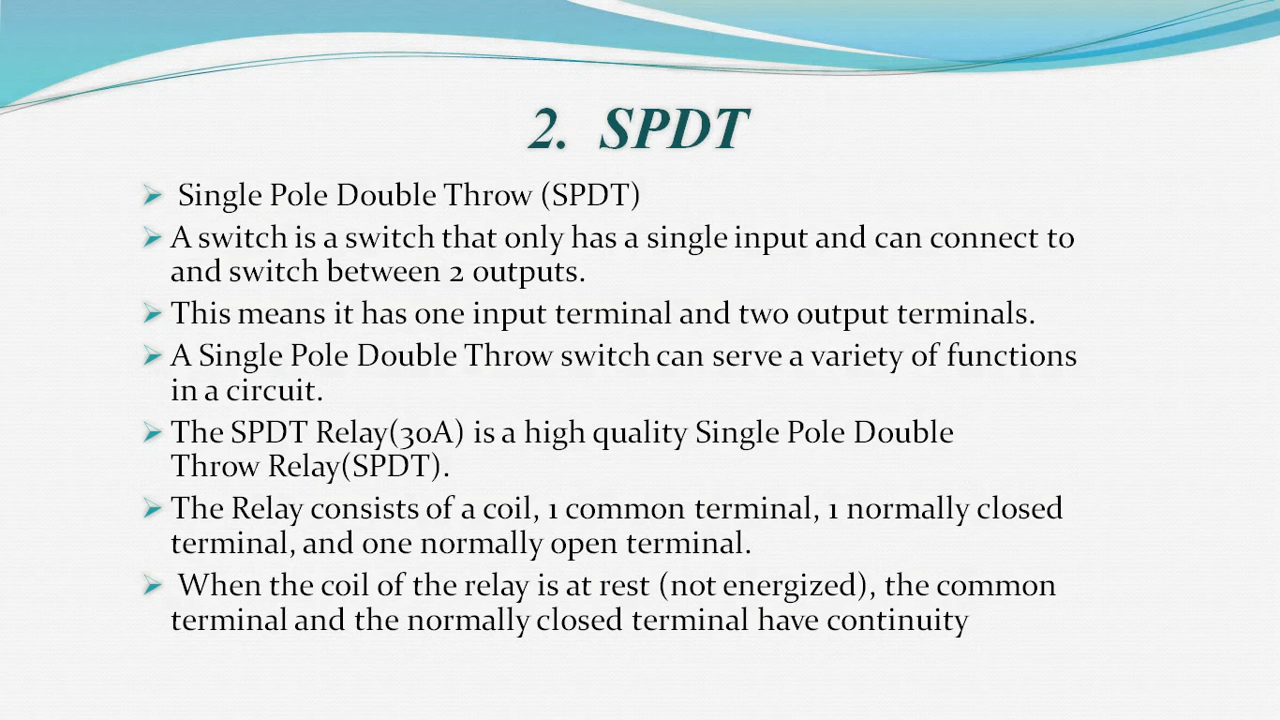 2. SPDT
Single Pole Double Throw (SPDT)
A switch is a switch that only has a single input and can connect to
and switch between 2 outputs.
This means it has one input terminal and two output terminals.
A Single Pole Double Throw switch can serve a variety of functions
in a circuit.
The SPDT Relay(30A) is a high quality Single Pole Double
Throw Relay(SPDT).
The Relay consists of a coil, 1 common terminal, 1 normally closed
terminal, and one normally open terminal.
When the coil of the relay is at rest (not energized), the common
terminal and the normally closed terminal have continuity